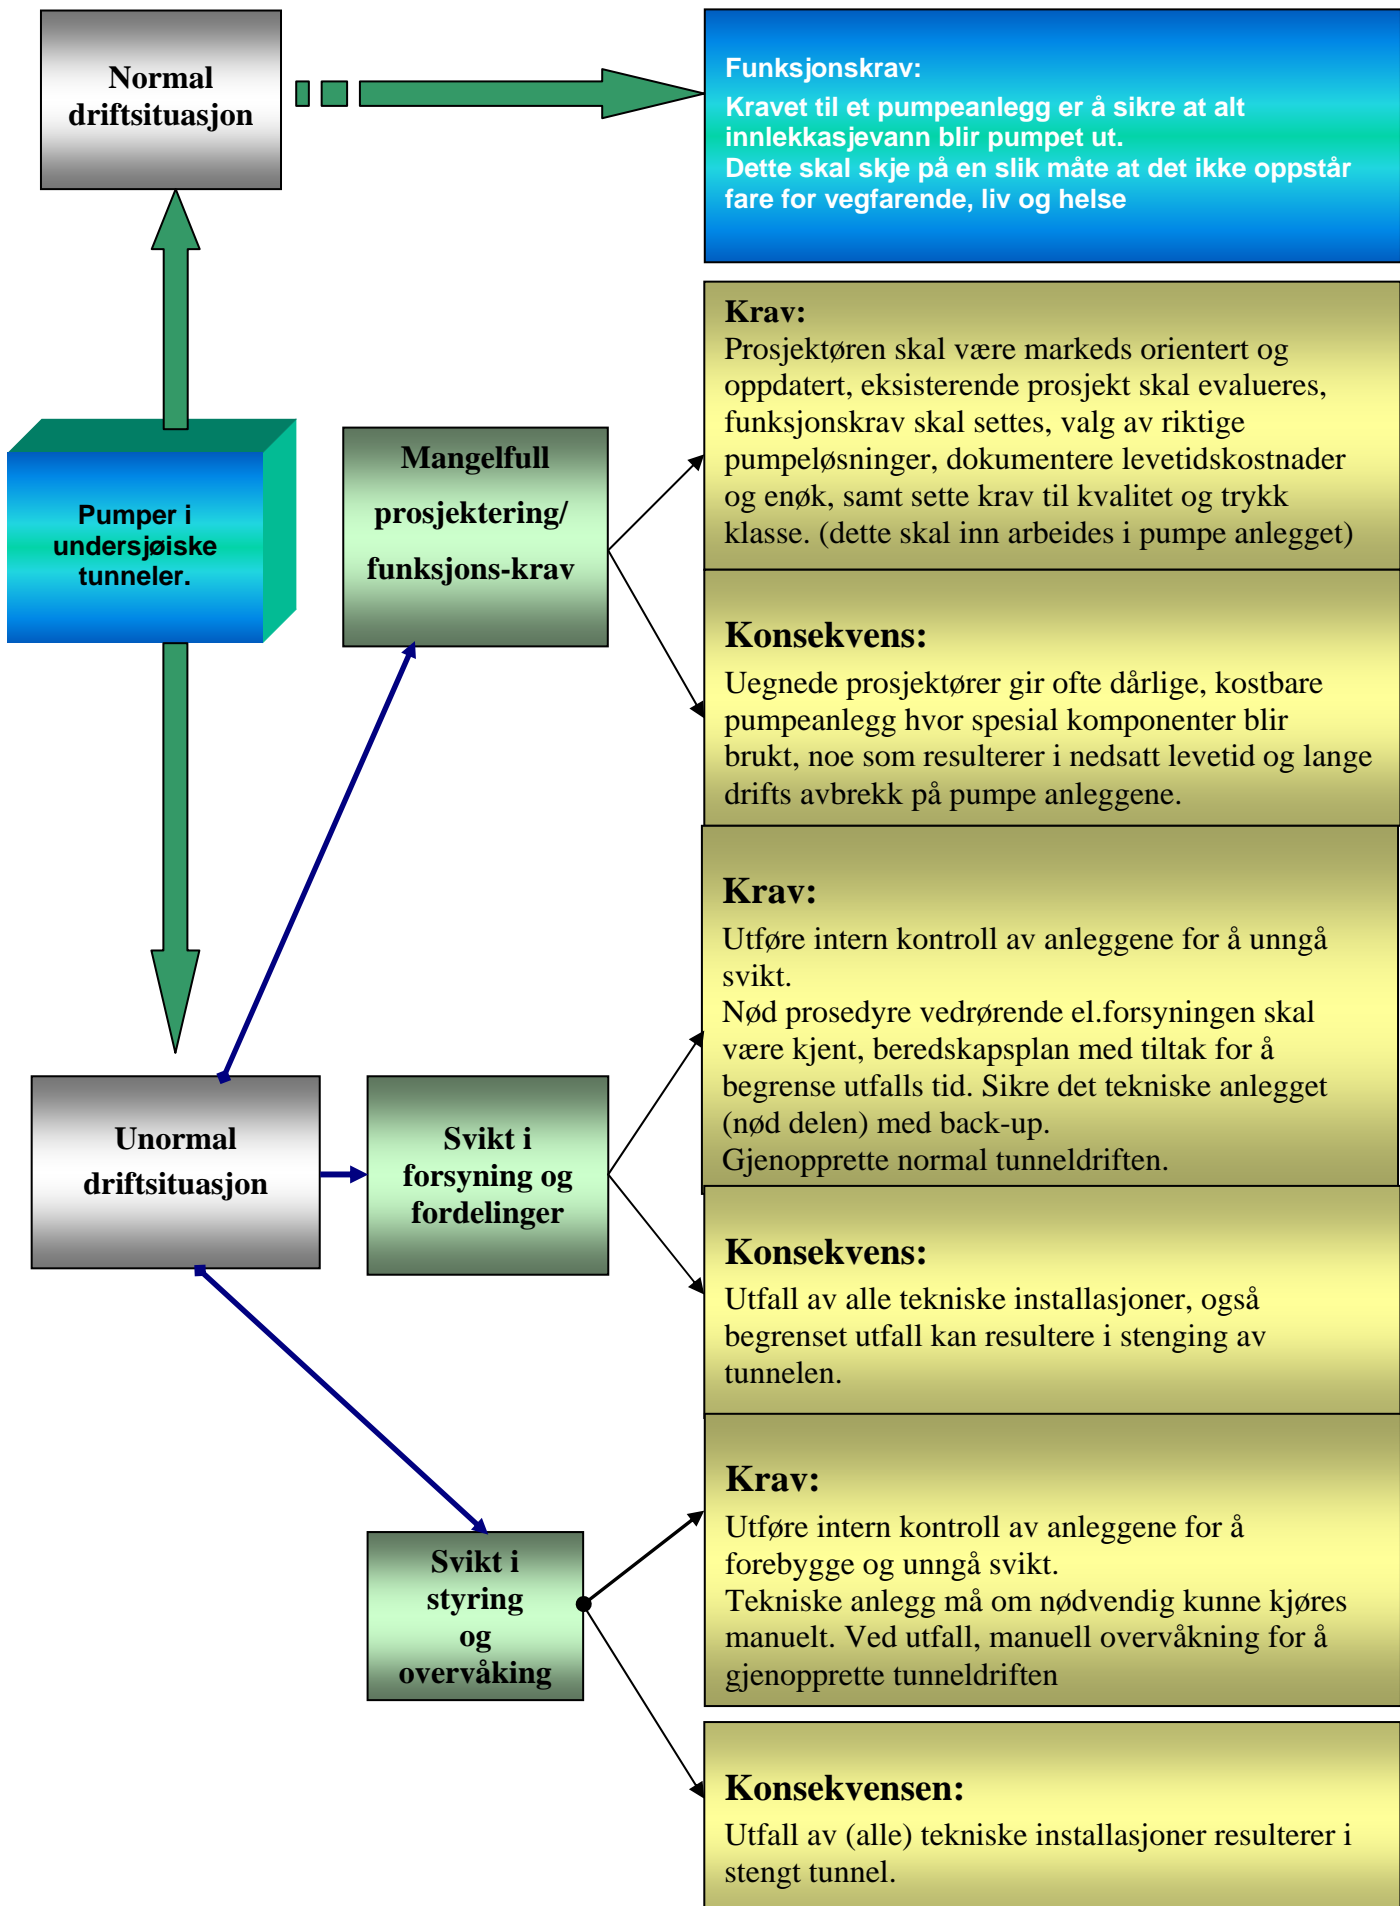 Normal
driftsituasjon
Funksjonskrav:
Kravet til et pumpeanlegg er å sikre at alt
innlekkasjevann blir pumpet ut.
Dette skal skje på en slik måte at det ikke oppstår
fare for vegfarende, liv og helse
Pumper i
undersjøiske
tunneler.
Mangelfull
prosjektering/
funksjons-krav
Krav:
Prosjektøren skal være markeds orientert og
oppdatert, eksisterende prosjekt skal evalueres,
funksjonskrav skal settes, valg av riktige
pumpeløsninger, dokumentere levetidskostnader
og enøk, samt sette krav til kvalitet og trykk
klasse. (dette skal inn arbeides i pumpe anlegget)
Konsekvens:
Uegnede prosjektører gir ofte dårlige, kostbare
pumpeanlegg hvor spesial komponenter blir
brukt, noe som resulterer i nedsatt levetid og lange
drifts avbrekk på pumpe anleggene.
Unormal
driftsituasjon
Svikt i
forsyning og
fordelinger
Krav:
Utføre intern kontroll av anleggene for å unngå
svikt.
Nød prosedyre vedrørende el.forsyningen skal
være kjent, beredskapsplan med tiltak for å
begrense utfalls tid. Sikre det tekniske anlegget
(nød delen) med back-up.
Gjenopprette normal tunneldriften.
Konsekvens:
Utfall av alle tekniske installasjoner, også
begrenset utfall kan resultere i stenging av
tunnelen.
Svikt i
styring
og
overvåking
Krav:
Utføre intern kontroll av anleggene for å
forebygge og unngå svikt.
Tekniske anlegg må om nødvendig kunne kjøres
manuelt. Ved utfall, manuell overvåkning for å
gjenopprette tunneldriften
Konsekvensen:
Utfall av (alle) tekniske installasjoner resulterer i
stengt tunnel.